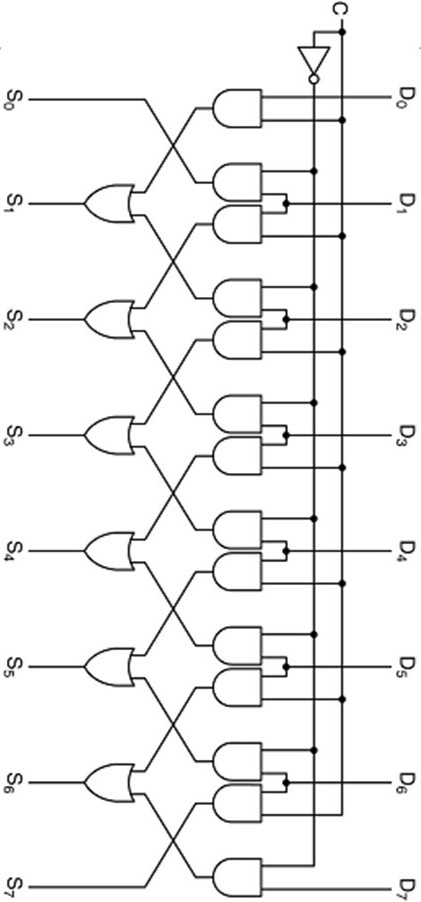 C
D0 D1 D2 D3 D4 D5 D6 D7
S0 S1 S2 S3 S4 S5 S6 S7